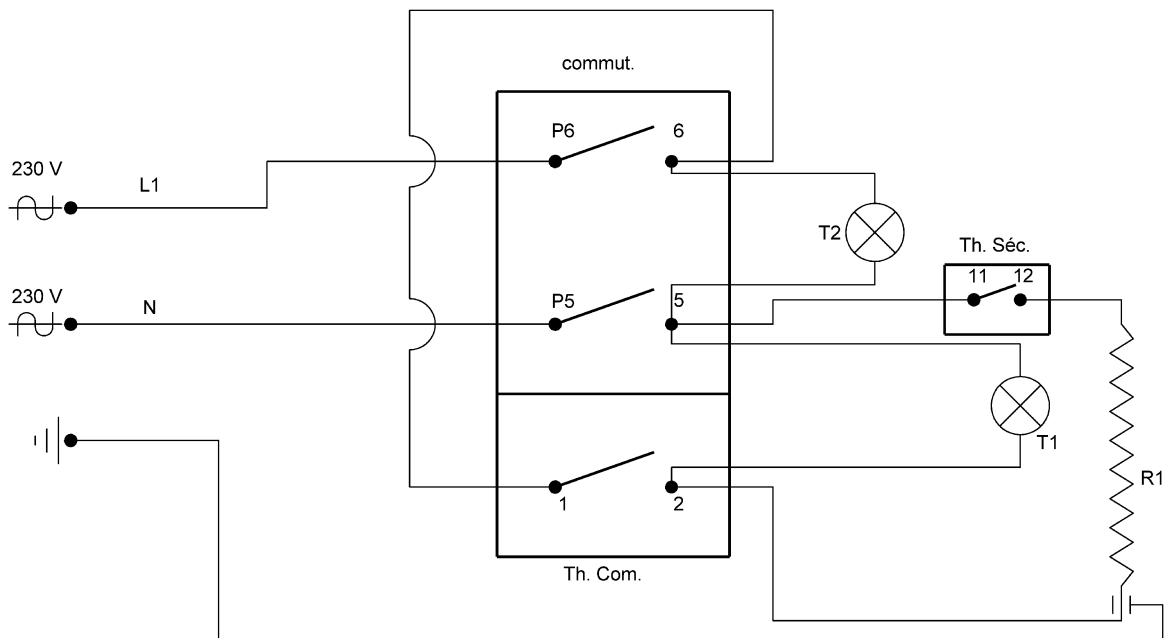 commut.
P6 6
230 V
L1
T2
Th. Séc.
11 12
230 V
N
P5 5
T1
R1
1 2
Th. Com.